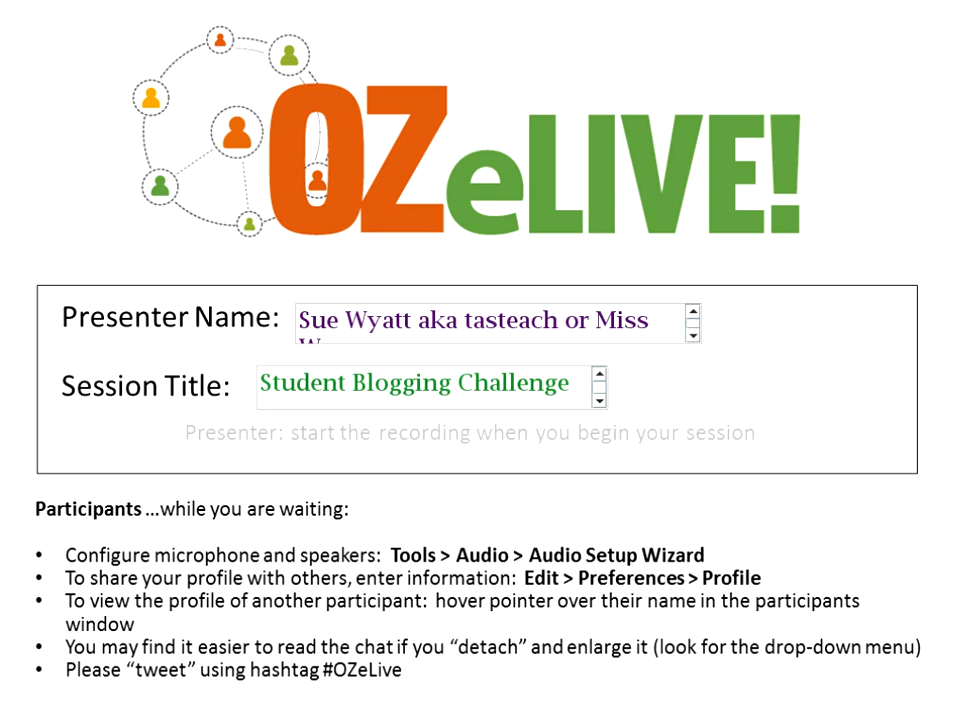 OZeLIVE!
Presenter Name: Sue Wyatt aka tasteach or Miss
Session Title: Student Blogging Challenge
Presenter: start the recording when you begin your session
Participants ...while you are waiting:
• Configure microphone and speakers: Tools > Audio > Audio Setup Wizard
• To share your profile with others, enter information: Edit > Preferences > Profile
• To view the profile of another participant: hover pointer over their name in the participants
window
• You may find it easier to read the chat if you “detach” and enlarge it (look for the drop-down menu)
• Please “tweet” using hashtag #OZeLive